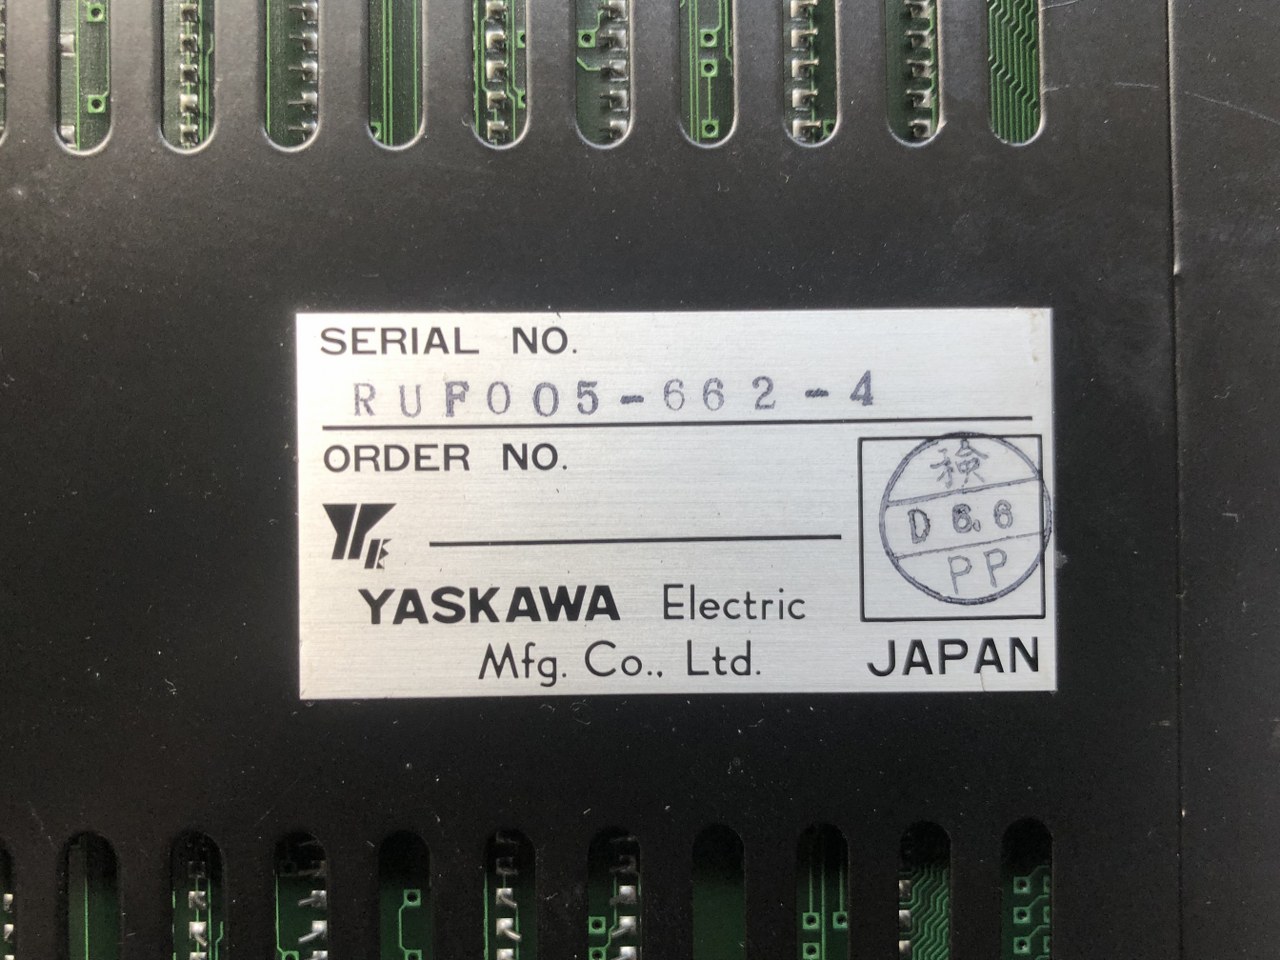 SERIAL NO.
RUF005-662-4
ORDER NO.
検
D 6.6
PP
YASKAWA Electric
Mfg. Co., Ltd.
JAPAN